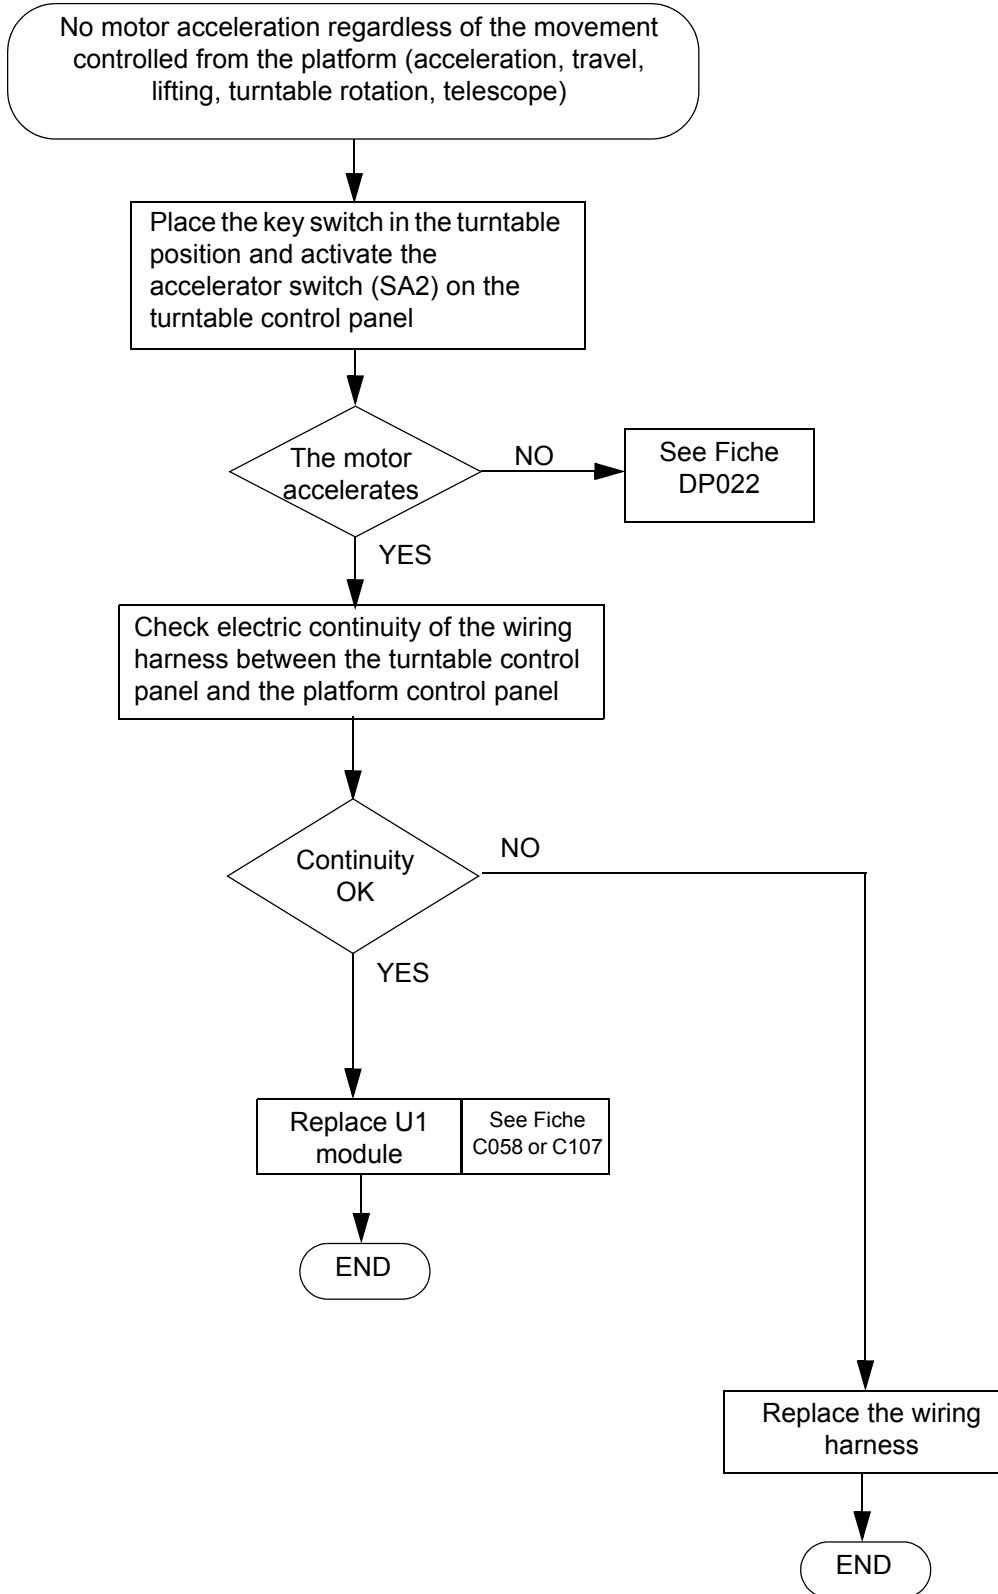 No motor acceleration regardless of the movement
controlled from the platform (acceleration, travel,
lifting, turntable rotation, telescope)
Place the key switch in the turntable
position and activate the
accelerator switch (SA2) on the
turntable control panel
The motor
accelerates
NO
See Fiche
DP022
YES
Check electric continuity of the wiring
harness between the turntable control
panel and the platform control panel
Continuity
OK
NO
YES
Replace U1
module
See Fiche
C058 or C107
END
Replace the wiring
harness
END